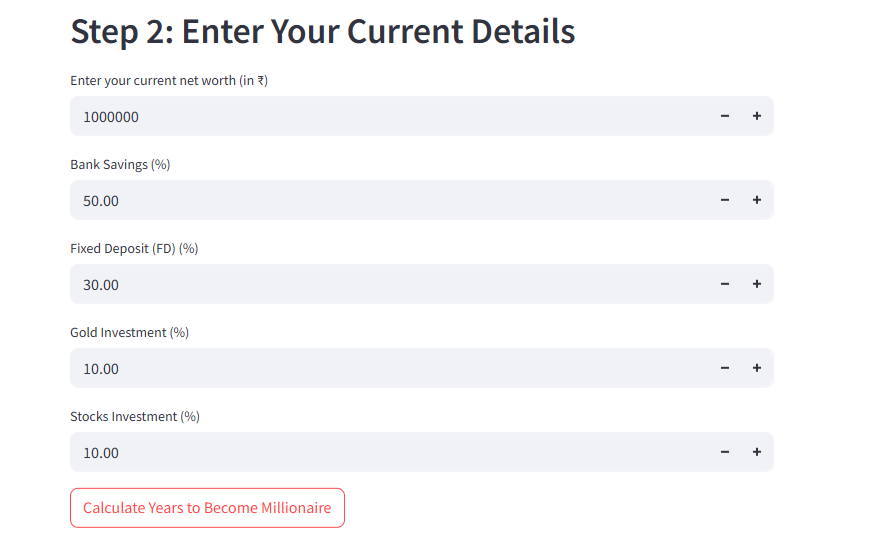 Step 2: Enter Your Current Details
Enter your current net worth (in ₹)
1000000
Bank Savings (%)
50.00
Fixed Deposit (FD) (%)
30.00
Gold Investment (%)
10.00
Stocks Investment (%)
10.00
Calculate Years to Become Millionaire